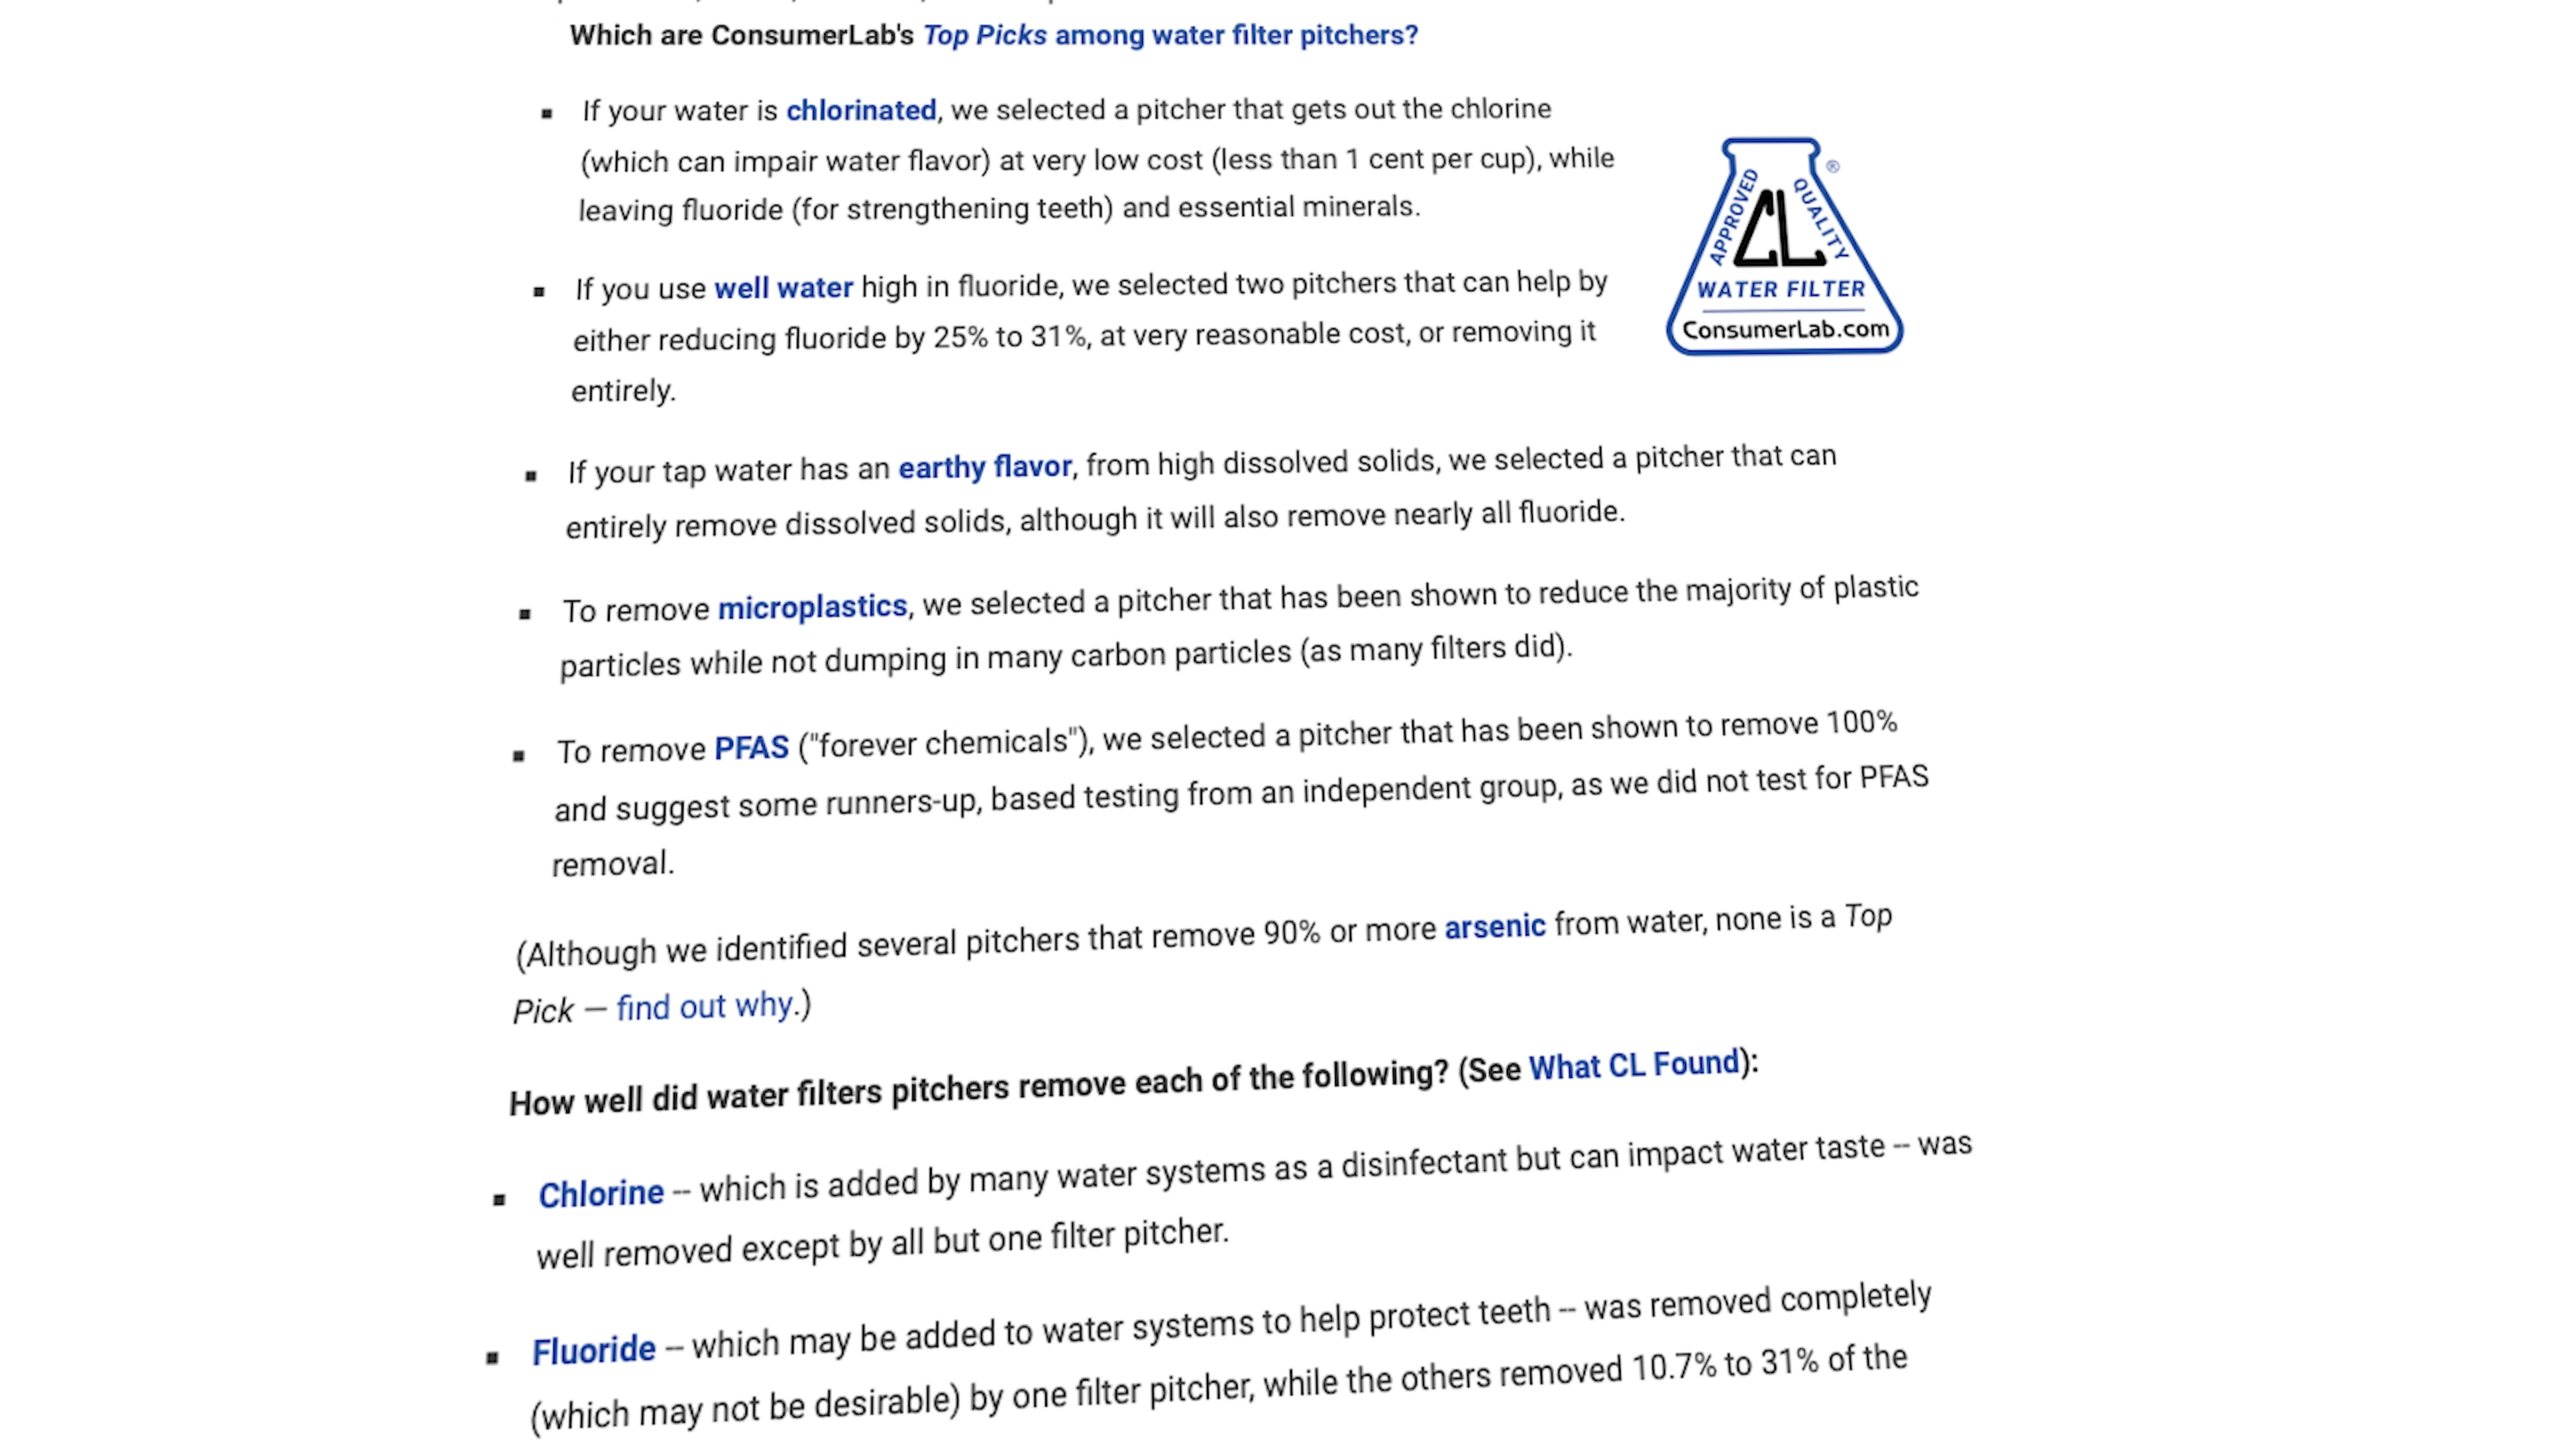 Which are ConsumerLab's Top Picks among water filter pitchers?
If your water is chlorinated, we selected a pitcher that gets out the chlorine
(which can impair water flavor) at very low cost (less than 1 cent per cup), while
leaving fluoride (for strengthening teeth) and essential minerals.
If you use well water high in fluoride, we selected two pitchers that can help by
either reducing fluoride by 25% to 31%, at very reasonable cost, or removing it
entirely.
APPROVED QUALITY ®
CL
WATER FILTER
ConsumerLab.com
If your tap water has an earthy flavor, from high dissolved solids, we selected a pitcher that can
entirely remove dissolved solids, although it will also remove nearly all fluoride.
To remove microplastics, we selected a pitcher that has been shown to reduce the majority of plastic
particles while not dumping in many carbon particles (as many filters did).
To remove PFAS ("forever chemicals"), we selected a pitcher that has been shown to remove 100%
and suggest some runners-up, based testing from an independent group, as we did not test for PFAS
removal.
(Although we identified several pitchers that remove 90% or more arsenic from water, none is a Top
Pick — find out why.)
How well did water filters pitchers remove each of the following? (See What CL Found):
Chlorine -- which is added by many water systems as a disinfectant but can impact water taste -- was
well removed except by all but one filter pitcher.
Fluoride -- which may be added to water systems to help protect teeth -- was removed completely
(which may not be desirable) by one filter pitcher, while the others removed 10.7% to 31% of the